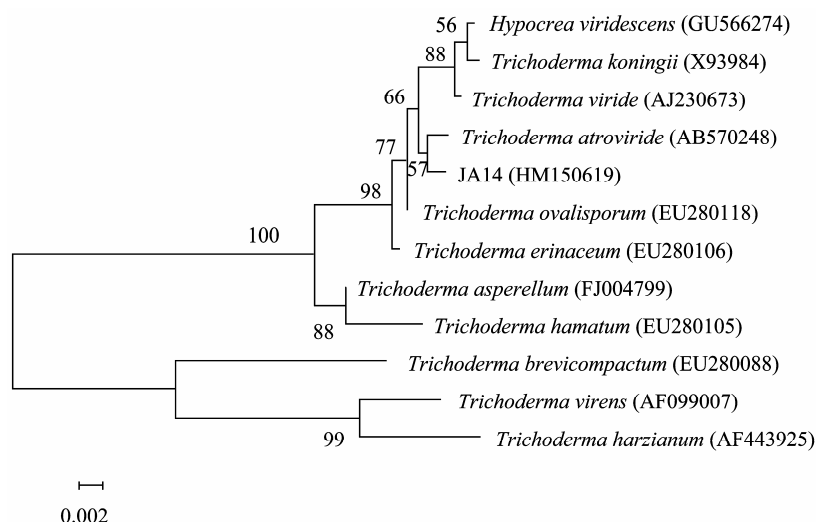 56 Hypocrea viridescens (GU566274)
88 Trichoderma koningii (X93984)
66 Trichoderma viride (AJ230673)
Trichoderma atroviride (AB570248)
77 57 JA14 (HM150619)
98 Trichoderma ovalisporum (EU280118)
100 Trichoderma erinaceum (EU280106)
Trichoderma asperellum (FJ004799)
88 Trichoderma hamatum (EU280105)
Trichoderma brevicompactum (EU280088)
Trichoderma virens (AF099007)
99 Trichoderma harzianum (AF443925)
0.002